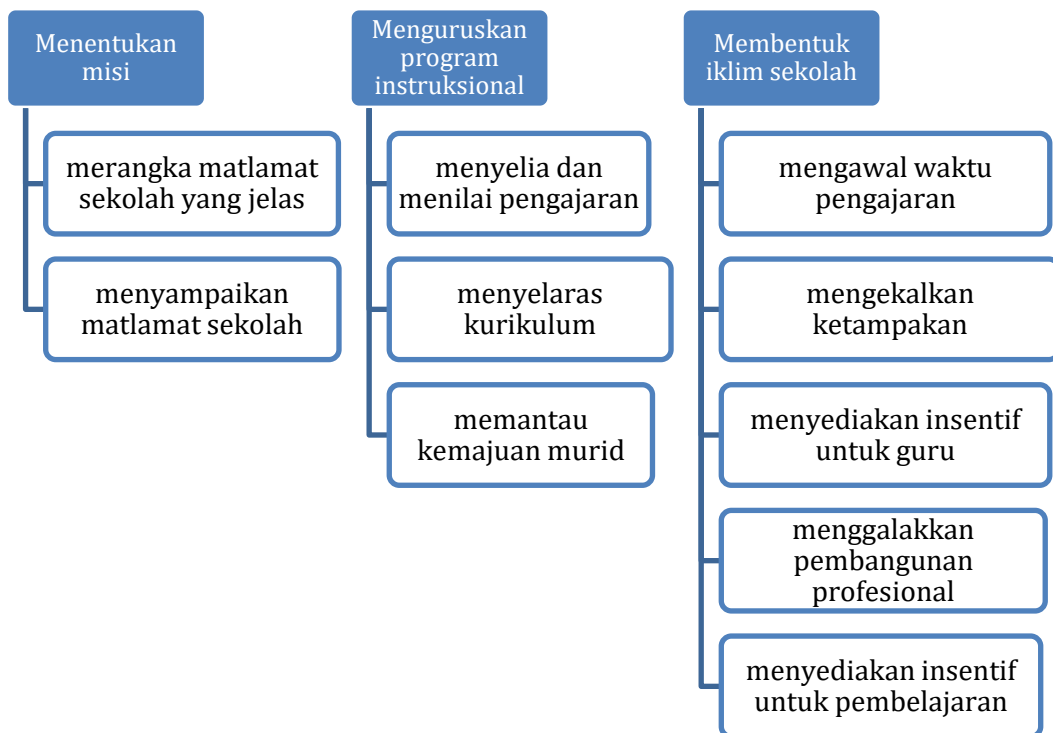 Menentukan
misi
merangka matlamat
sekolah yang jelas
menyampaikan
matlamat sekolah
Menguruskan
program
instruksional
menyelia dan
menilai pengajaran
menyelaras
kurikulum
memantau
kemajuan murid
Membentuk
iklim sekolah
mengawal waktu
pengajaran
mengekalkan
ketampakan
menyediakan insentif
untuk guru
menggalakkan
pembangunan
profesional
menyediakan insentif
untuk pembelajaran